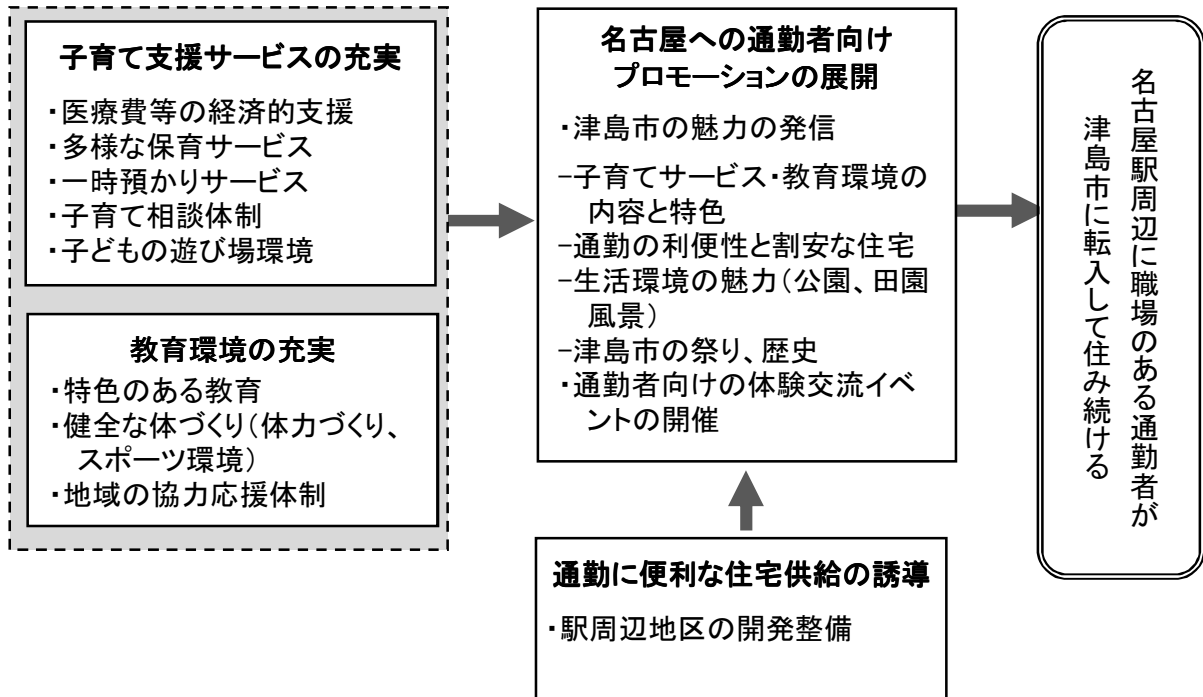 子育て支援サービスの充実
・医療費等の経済的支援
・多様な保育サービス
・一時預かりサービス
・子育て相談体制
・子どもの遊び場環境
教育環境の充実
・特色のある教育
・健全な体づくり（体力づくり、
スポーツ環境）
・地域の協力応援体制
名古屋への通勤者向け
プロモーションの展開
・津島市の魅力の発信
−子育てサービス・教育環境の
内容と特色
−通勤の利便性と割安な住宅
−生活環境の魅力（公園、田園
風景）
−津島市の祭り、歴史
・通勤者向けの体験交流イベ
ントの開催
通勤に便利な住宅供給の誘導
・駅周辺地区の開発整備
名古屋駅周辺に職場のある通勤者が
津島市に転入して住み続ける